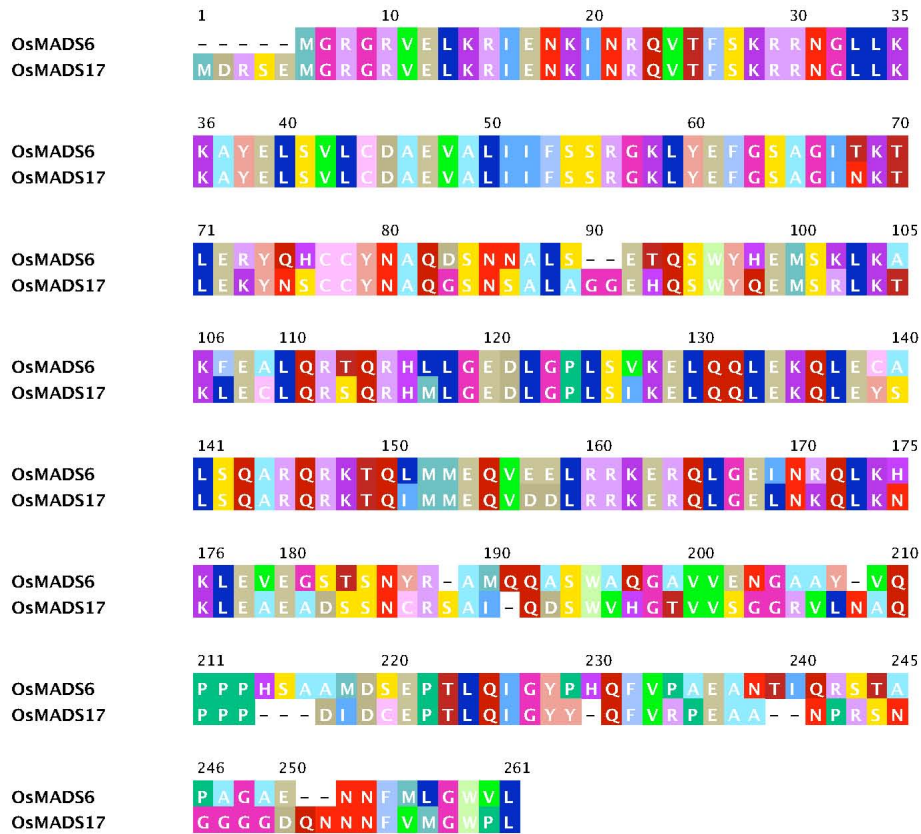 1 10 20 30 35
OsMADS6 - - - - - M G R G R V E L K R I E N K I N R Q V T F S K R R N G L L K
OsMADS17 M D R S E M G R G R V E L K R I E N K I N R Q V T F S K R R N G L L K
36 40 50 60 70
OsMADS6 K A Y E L S V L C D A E V A L I I F S S R G K L Y E F G S A G I T K T
OsMADS17 K A Y E L S V L C D A E V A L I I F S S R G K L Y E F G S A G I N K T
71 80 90 100 105
OsMADS6 L E R Y Q H C C Y N A Q D S N N A L S - - E T Q S W Y H E M S K L K A
OsMADS17 L E K Y N S C C Y N A Q G S N S A L A G G E H Q S W Y Q E M S R L K T
106 110 120 130 140
OsMADS6 K F E A L Q R T Q R H L L G E D L G P L S V K E L Q Q L E K Q L E C A
OsMADS17 K L E C L Q R S Q R H M L G E D L G P L S I K E L Q Q L E K Q L E Y S
141 150 160 170 175
OsMADS6 L S Q A R Q R K T Q L M M E Q V E E L R R K E R Q L G E I N R Q L K H
OsMADS17 L S Q A R Q R K T Q I M M E Q V D D L R R K E R Q L G E L N K Q L K N
176 180 190 200 210
OsMADS6 K L E V E G S T S N Y R - A M Q Q A S W A Q G A V V E N G A A Y - V Q
OsMADS17 K L E A E A D S S N C R S A I - Q D S W V H G T V V S G G R V L N A Q
211 220 230 240 245
OsMADS6 P P P H S A A M D S E P T L Q I G Y P H Q F V P A E A N T I Q R S T A
OsMADS17 P P P - - - D I D C E P T L Q I G Y Y - Q F V R P E A A - - N P R S N
246 250 261
OsMADS6 P A G A E - - N N F M L G W V L
OsMADS17 G G G G D Q N N N F V M G W P L